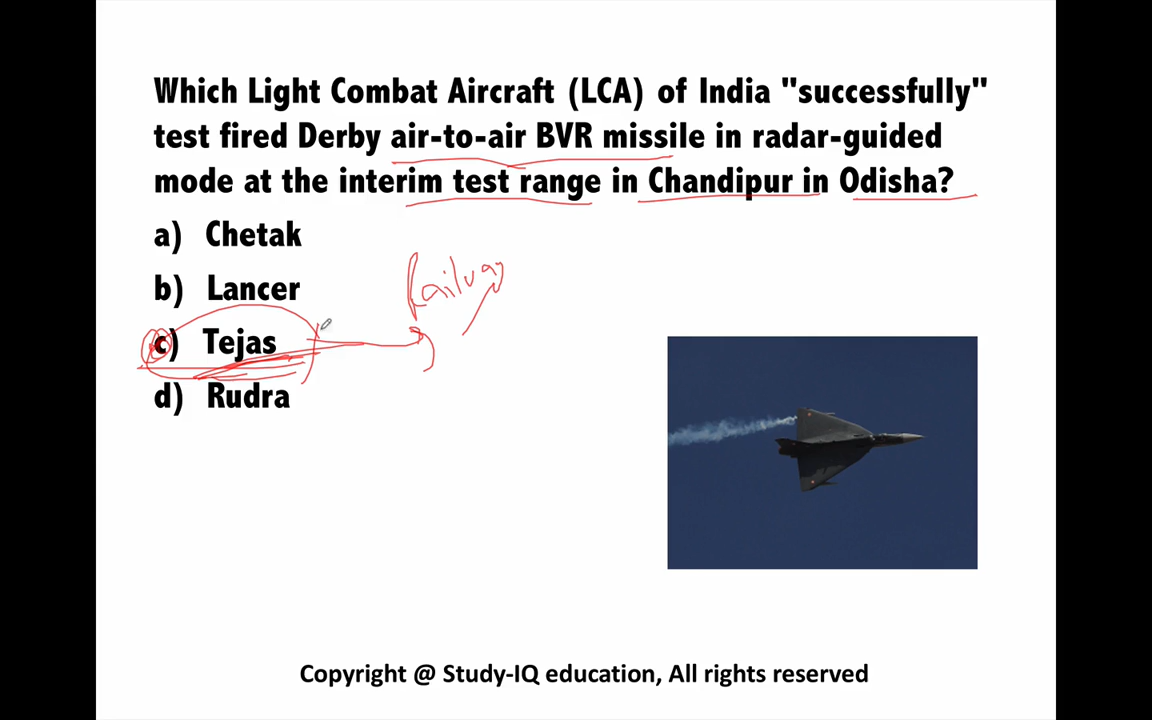 Which Light Combat Aircraft (LCA) of India "successfully"
test fired Derby air-to-air BVR missile in radar-guided
mode at the interim test range in Chandipur in Odisha?
a) Chetak
b) Lancer
Railway
c) Tejas
d) Rudra
Copyright @ Study-IQ education, All rights reserved